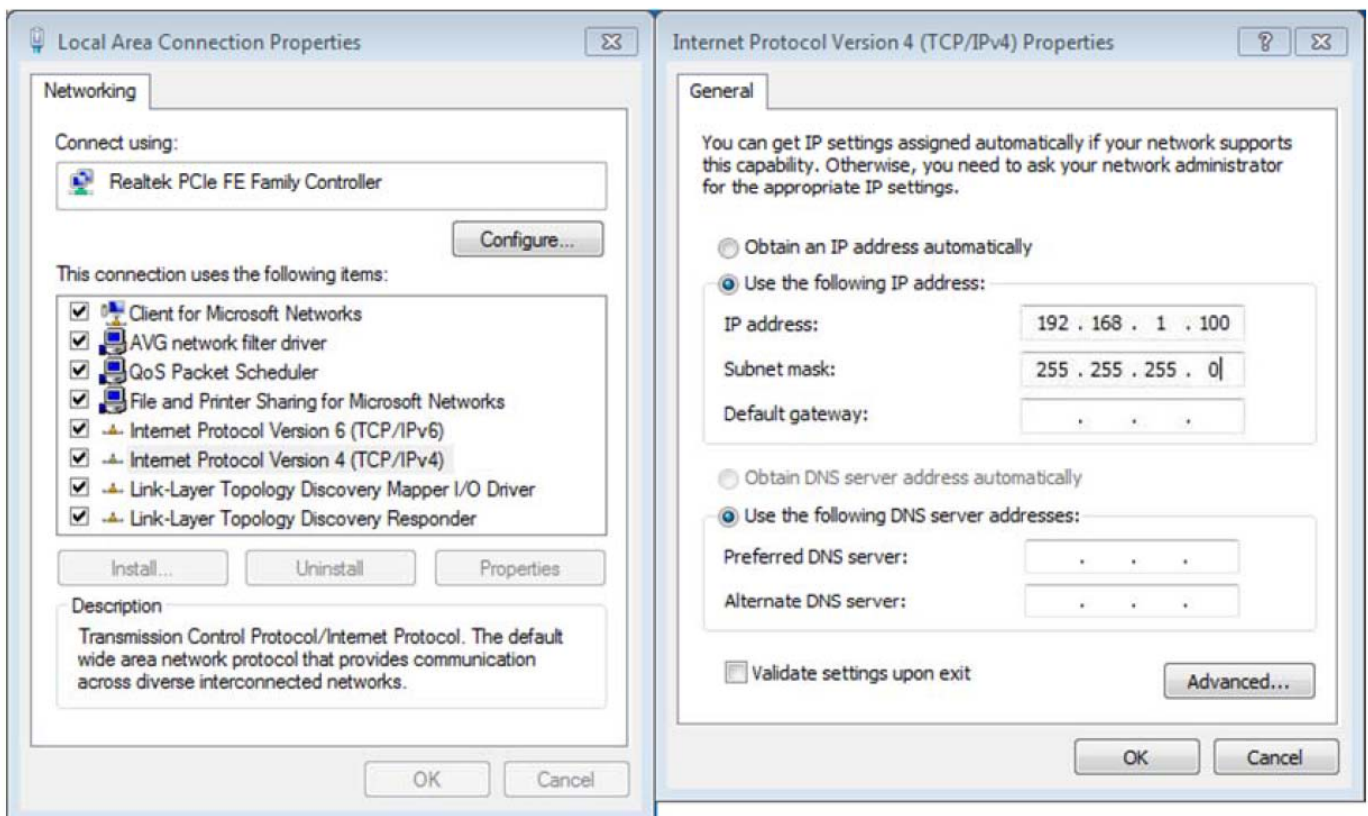 Local Area Connection Properties
Networking
Connect using:
Realtek PCIe FE Family Controller
Configure...
This connection uses the following items:
Client for Microsoft Networks
AVG network filter driver
QoS Packet Scheduler
File and Printer Sharing for Microsoft Networks
Internet Protocol Version 6 (TCP/IPv6)
Internet Protocol Version 4 (TCP/IPv4)
Link-Layer Topology Discovery Mapper I/O Driver
Link-Layer Topology Discovery Responder
Install...
Uninstall
Properties
Description
Transmission Control Protocol/Internet Protocol. The default
wide area network protocol that provides communication
across diverse interconnected networks.
OK
Cancel
Internet Protocol Version 4 (TCP/IPv4) Properties
General
You can get IP settings assigned automatically if your network supports
this capability. Otherwise, you need to ask your network administrator
for the appropriate IP settings.
Obtain an IP address automatically
Use the following IP address:
IP address:
192 . 168 . 1 . 100
Subnet mask:
255 . 255 . 255 . 0
Default gateway:
. . .
Obtain DNS server address automatically
Use the following DNS server addresses:
Preferred DNS server:
. . .
Alternate DNS server:
. . .
Validate settings upon exit
Advanced...
OK
Cancel